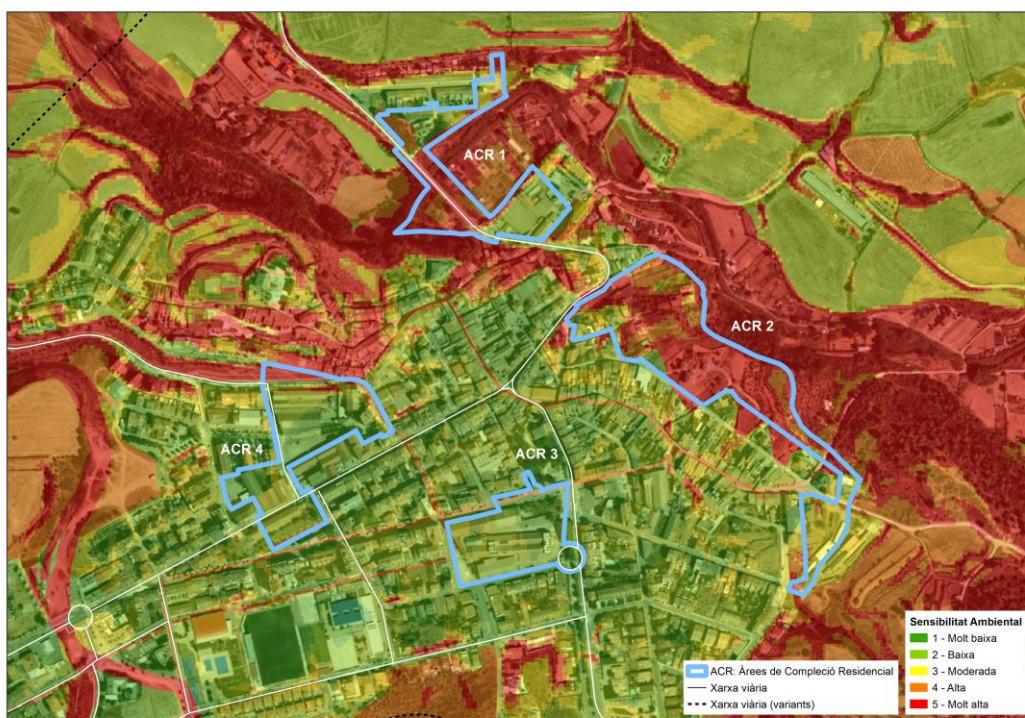 ACR 1
ACR 2
ACR 3
ACR 4
Sensibilitat Ambiental
1 - Molt baixa
2 - Baixa
3 - Moderada
4 - Alta
5 - Molt alta
ACR: Àrees de Compleció Residencial
Xarxa viària
Xarxa viària (variants)